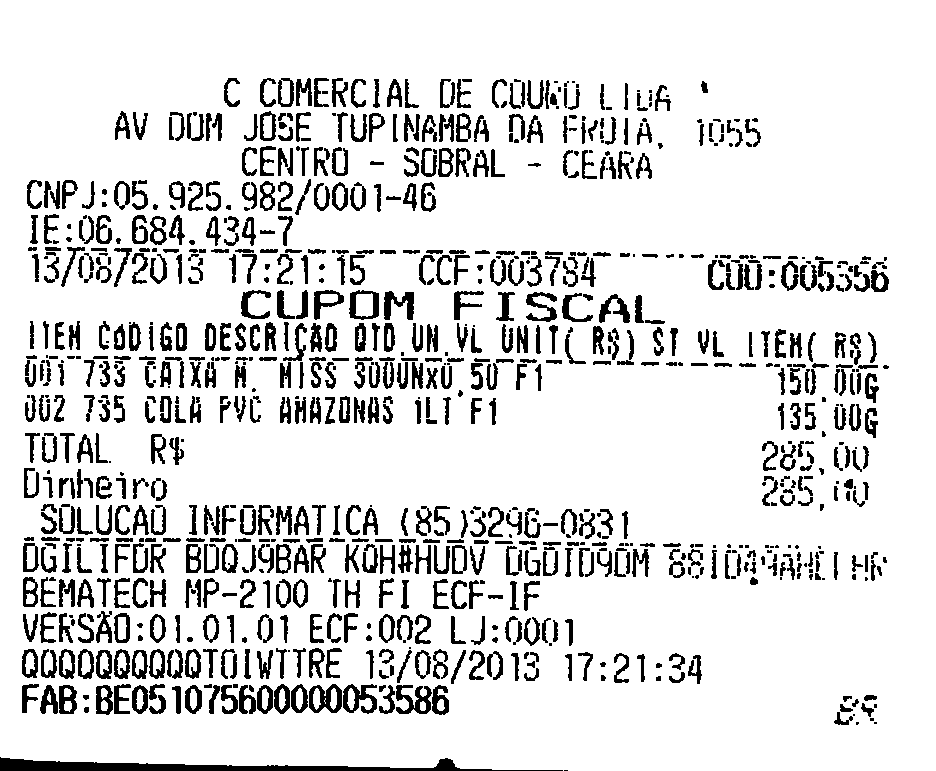 C COMERCIAL DE COURO LTDA
AV DOM JOSE TUPINAMBA DA FROTA, 1055
CENTRO - SOBRAL - CEARA
CNPJ:05.925.982/0001-46
IE:06.684.434-7
13/08/2013 17:21:15 CCF:003784 COO:005356
CUPOM FISCAL
ITEM CÓDIGO DESCRIÇÃO QTD.UN.VL UNIT( R$) ST VL ITEM( R$)
001 733 CAIXA M. MISS 300UNx0,50 F1 150,00G
002 735 COLA PVC AMAZONAS 1LT F1 135,00G
TOTAL R$ 285,00
Dinheiro 285,00
SOLUCAO INFORMATICA (85)3296-0831
DGILIFDR BDQJ9BAR KQH#HUDV DGDID9DM
BEMATECH MP-2100 TH FI ECF-IF
VERSÃO:01.01.01 ECF:002 LJ:0001
QQQQQQQQQQTOIWTTRE 13/08/2013 17:21:34
FAB:BE0510756000000053586
BR